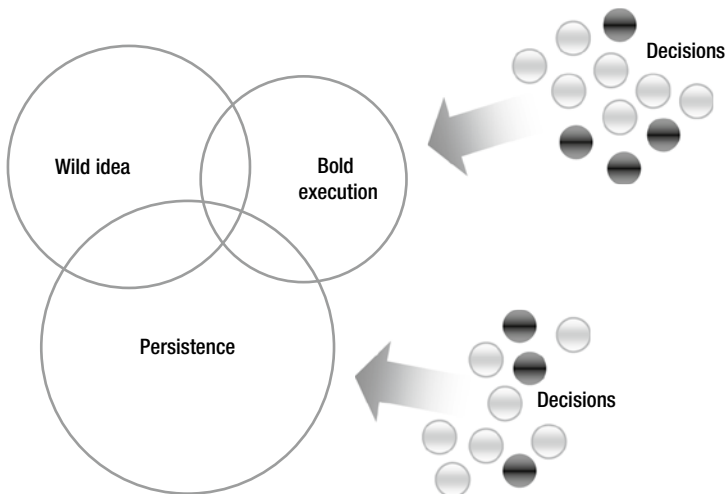 Decisions
Wild idea
Bold
execution
Persistence
Decisions